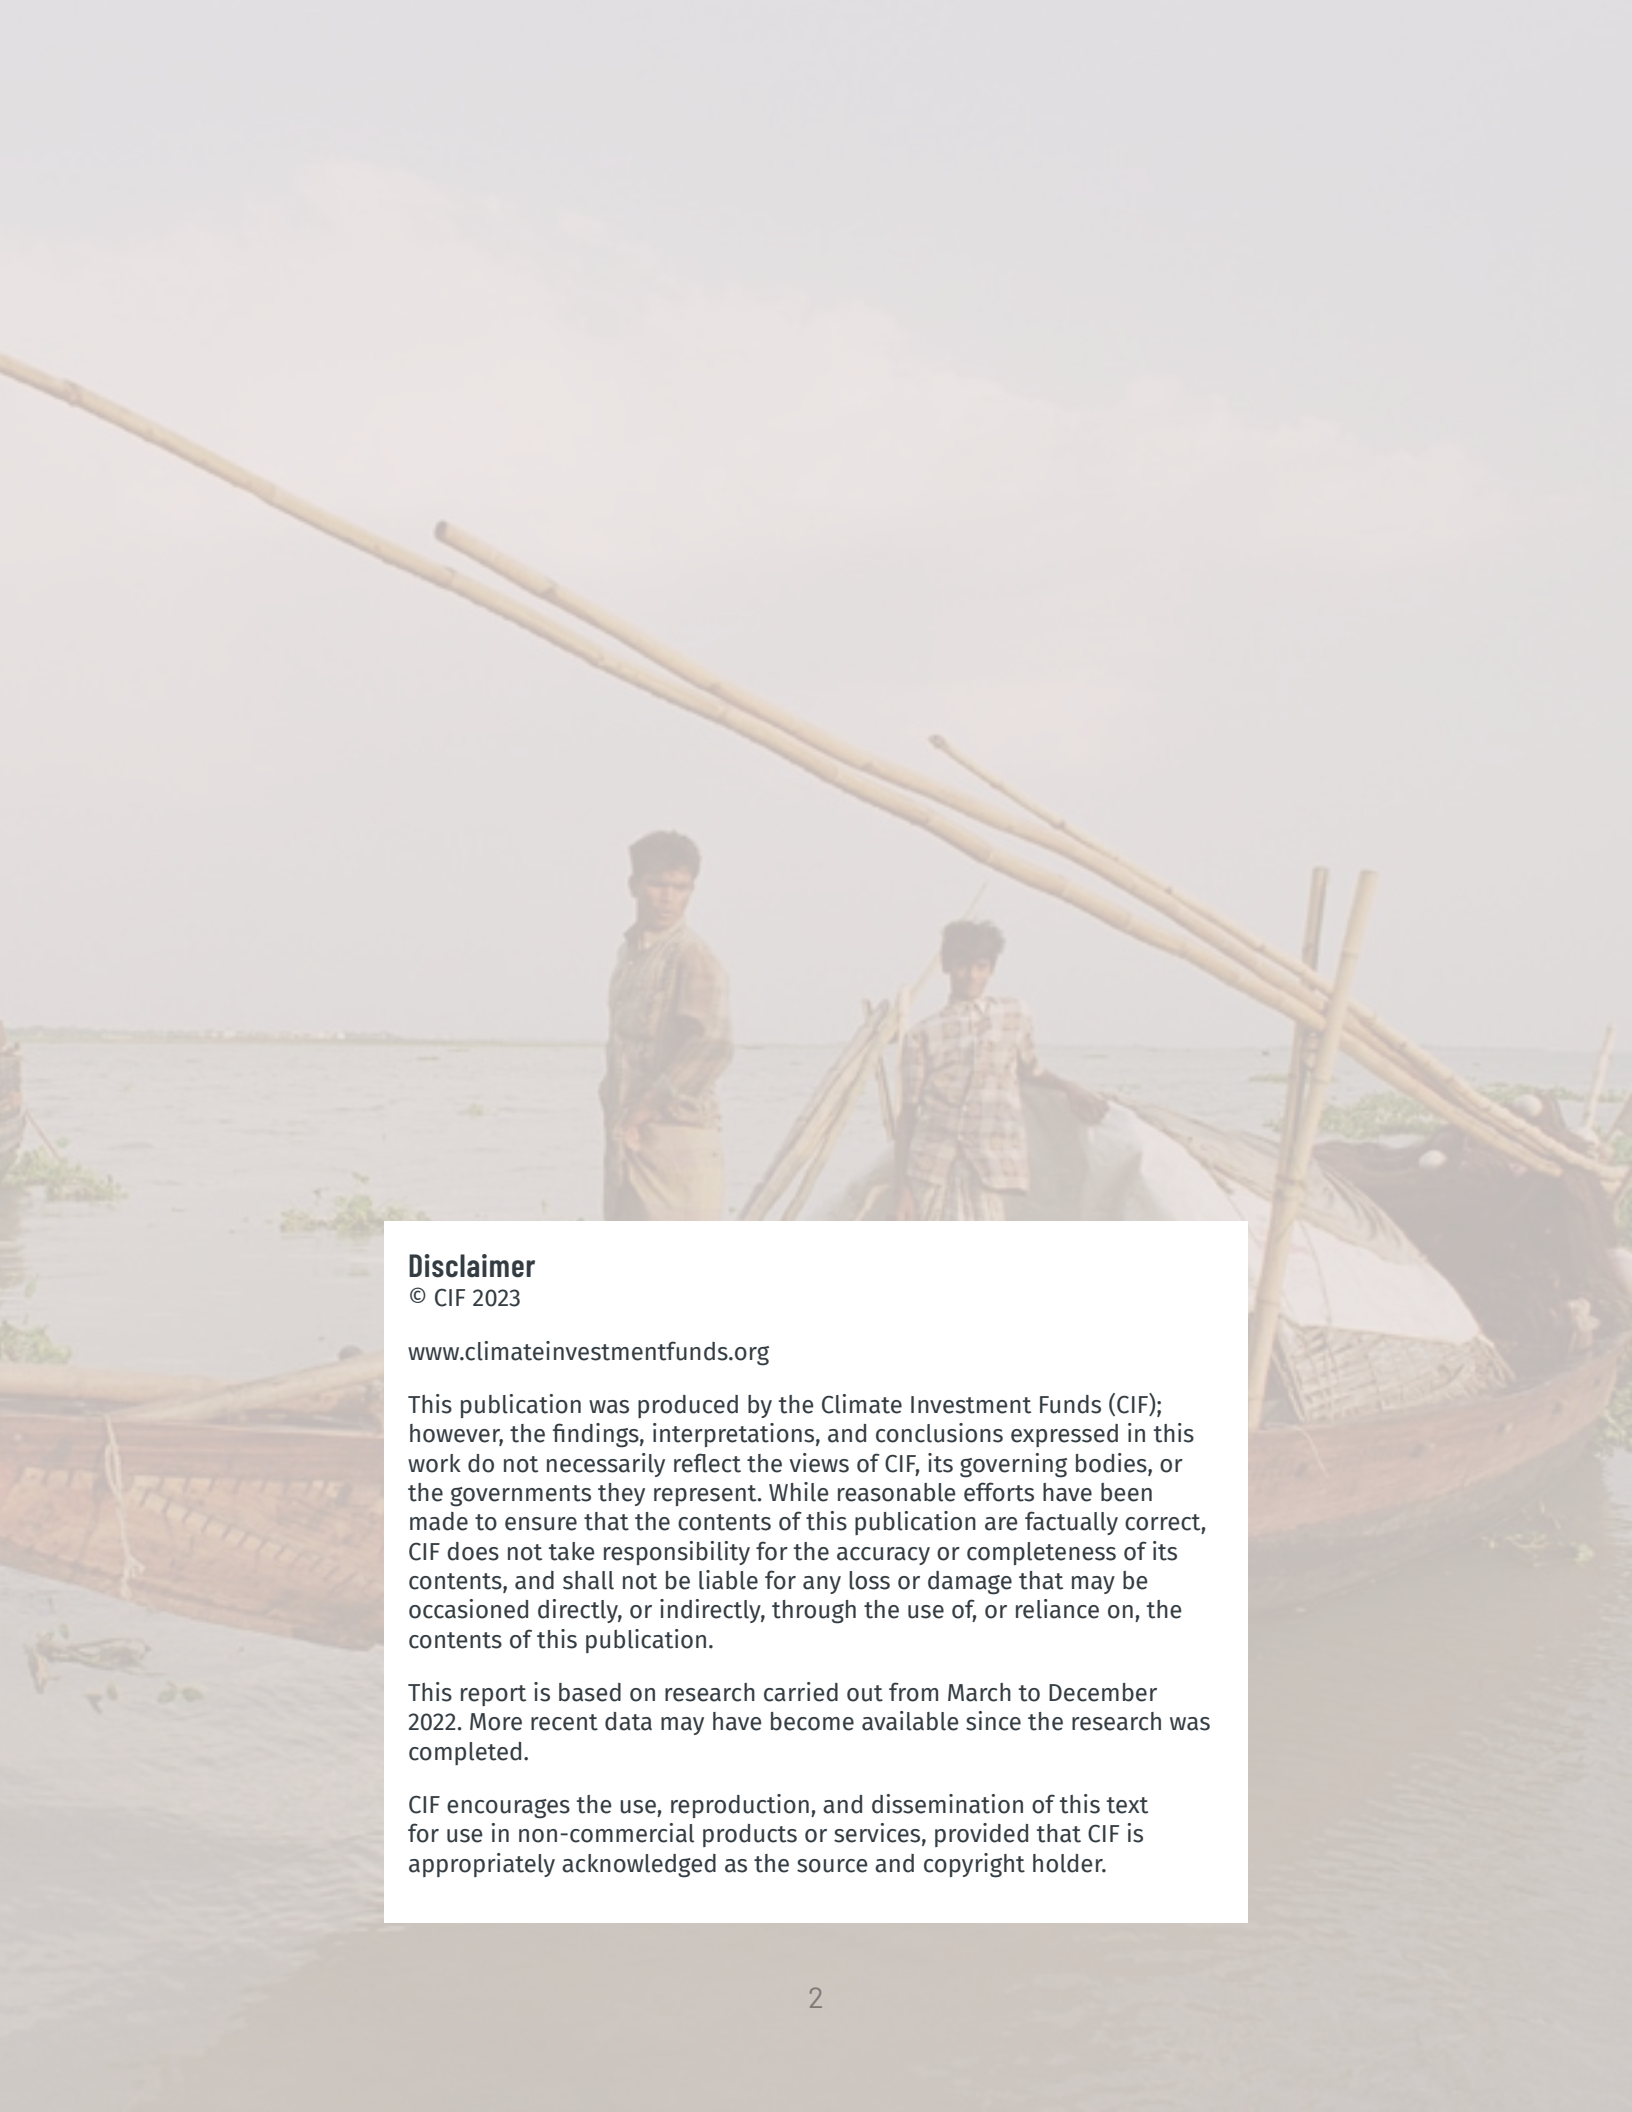 Disclaimer
© CIF 2023
www.climateinvestmentfunds.org
This publication was produced by the Climate Investment Funds (CIF);
however, the findings, interpretations, and conclusions expressed in this
work do not necessarily reflect the views of CIF, its governing bodies, or
the governments they represent. While reasonable efforts have been
made to ensure that the contents of this publication are factually correct,
CIF does not take responsibility for the accuracy or completeness of its
contents, and shall not be liable for any loss or damage that may be
occasioned directly, or indirectly, through the use of, or reliance on, the
contents of this publication.
This report is based on research carried out from March to December
2022. More recent data may have become available since the research was
completed.
CIF encourages the use, reproduction, and dissemination of this text
for use in non-commercial products or services, provided that CIF is
appropriately acknowledged as the source and copyright holder.
2